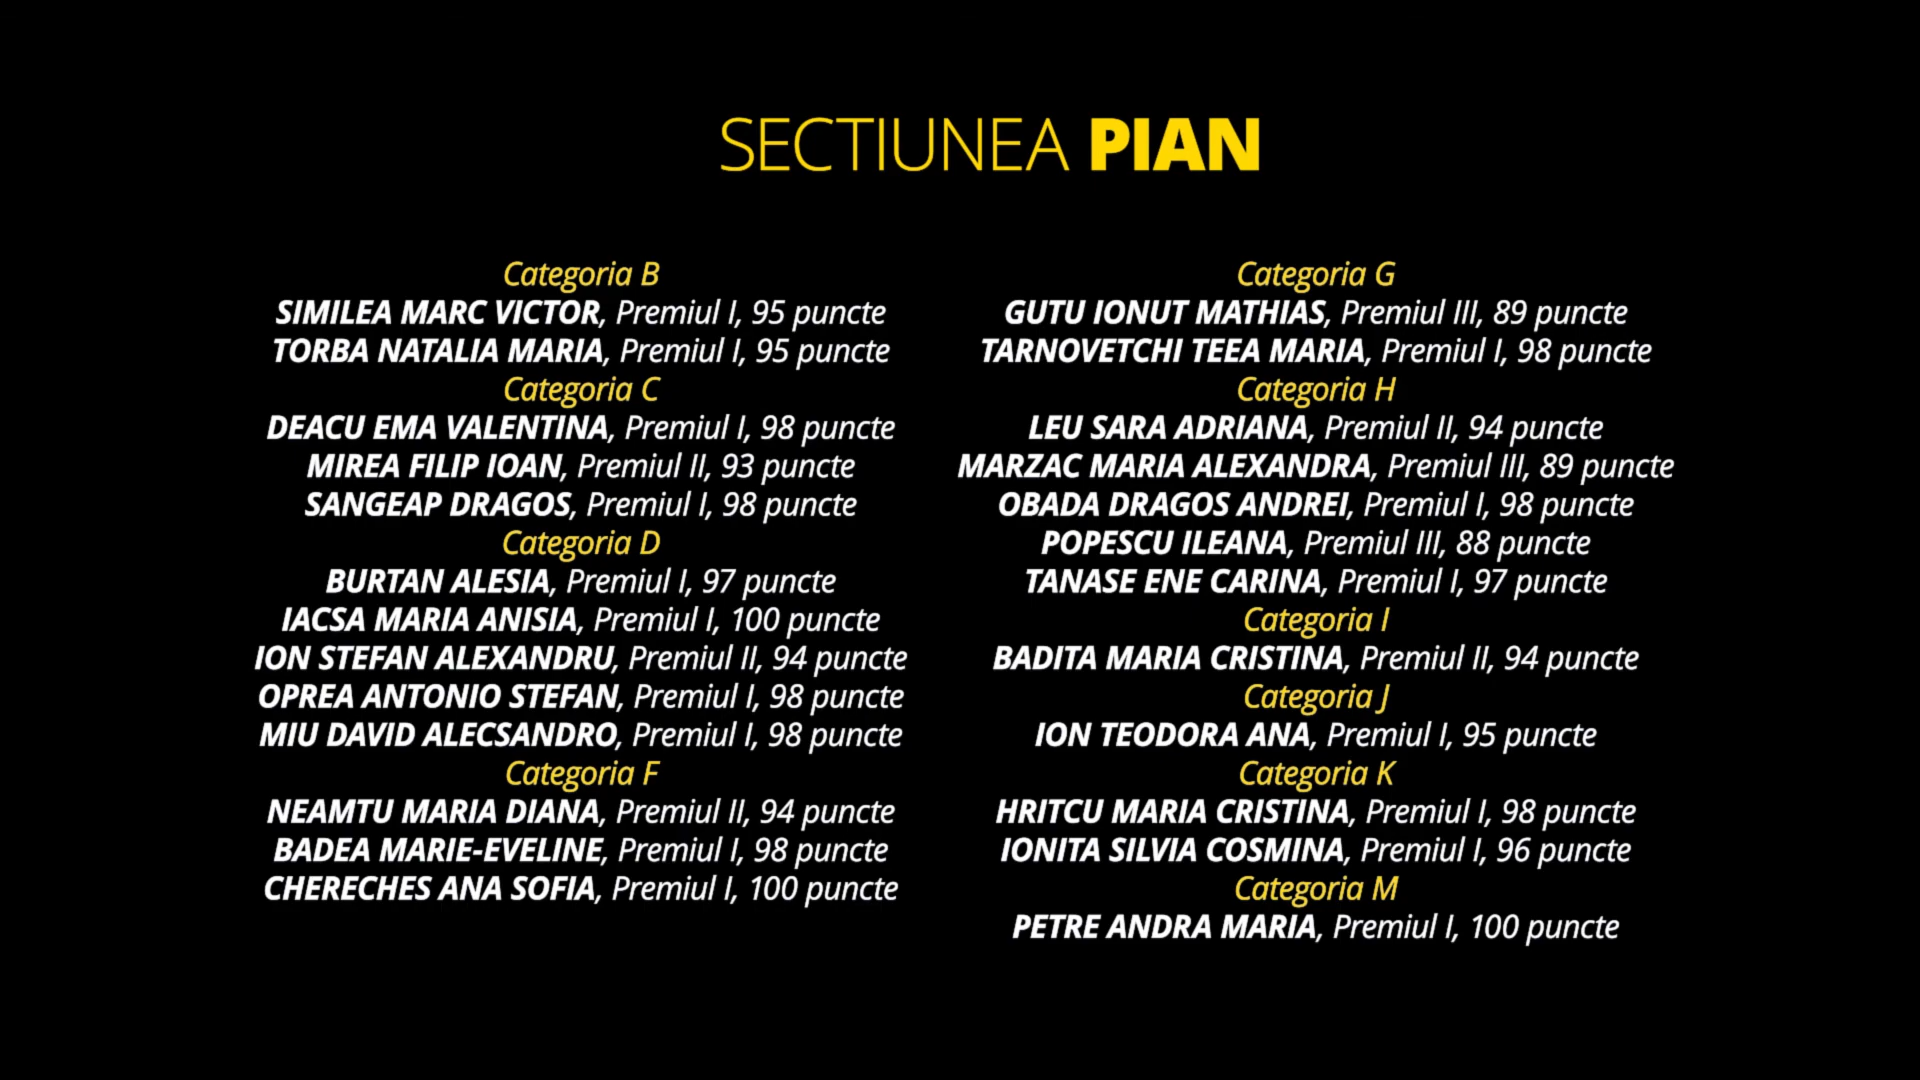 SECTIUNEA PIAN
Categoria B
SIMILEA MARC VICTOR, Premiul I, 95 puncte
TORBA NATALIA MARIA, Premiul I, 95 puncte
Categoria C
DEACU EMA VALENTINA, Premiul I, 98 puncte
MIREA FILIP IOAN, Premiul II, 93 puncte
SANGEAP DRAGOS, Premiul I, 98 puncte
Categoria D
BURTAN ALESIA, Premiul I, 97 puncte
IACSA MARIA ANISIA, Premiul I, 100 puncte
ION STEFAN ALEXANDRU, Premiul II, 94 puncte
OPREA ANTONIO STEFAN, Premiul I, 98 puncte
MIU DAVID ALECSANDRO, Premiul I, 98 puncte
Categoria F
NEAMTU MARIA DIANA, Premiul II, 94 puncte
BADEA MARIE-EVELINE, Premiul I, 98 puncte
CHERECHES ANA SOFIA, Premiul I, 100 puncte
Categoria G
GUTU IONUT MATHIAS, Premiul III, 89 puncte
TARNOVETCHI TEEA MARIA, Premiul I, 98 puncte
Categoria H
LEU SARA ADRIANA, Premiul II, 94 puncte
MARZAC MARIA ALEXANDRA, Premiul III, 89 puncte
OBADA DRAGOS ANDREI, Premiul I, 98 puncte
POPESCU ILEANA, Premiul III, 88 puncte
TANASE ENE CARINA, Premiul I, 97 puncte
Categoria I
BADITA MARIA CRISTINA, Premiul II, 94 puncte
Categoria J
ION TEODORA ANA, Premiul I, 95 puncte
Categoria K
HRITCU MARIA CRISTINA, Premiul I, 98 puncte
IONITA SILVIA COSMINA, Premiul I, 96 puncte
Categoria M
PETRE ANDRA MARIA, Premiul I, 100 puncte